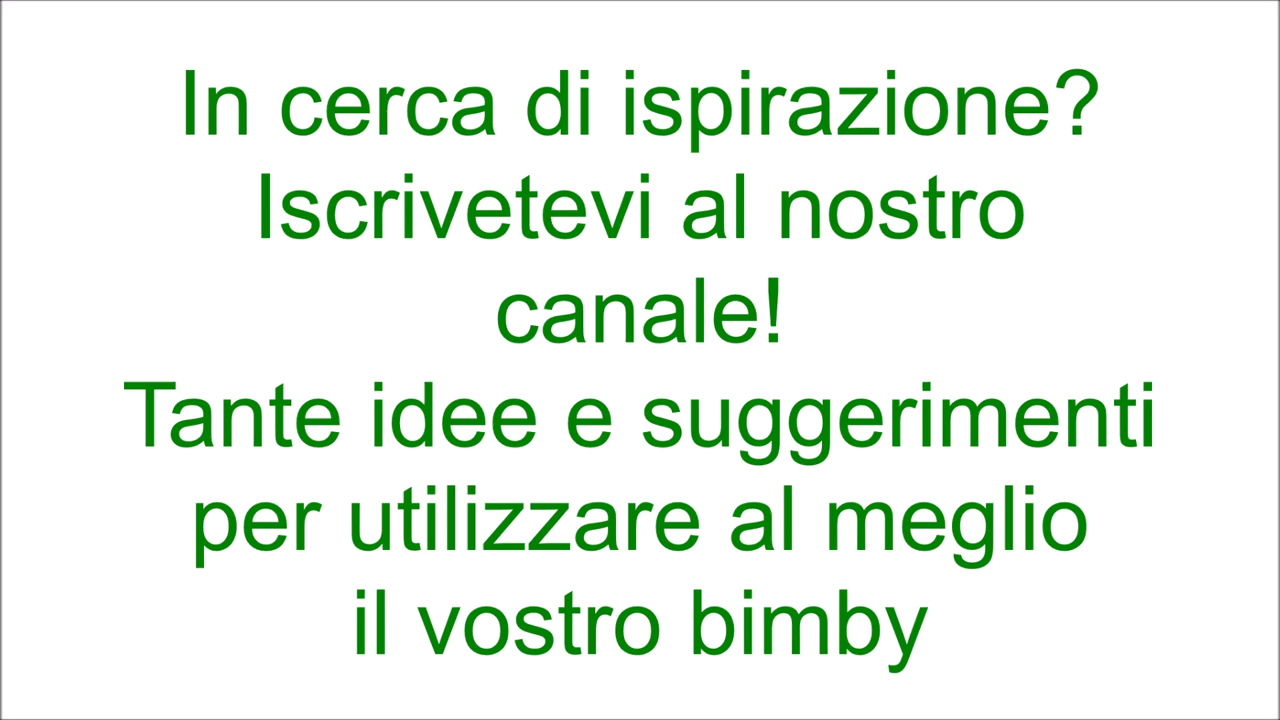 In cerca di ispirazione?
Iscrivetevi al nostro
canale!
Tante idee e suggerimenti
per utilizzare al meglio
il vostro bimby